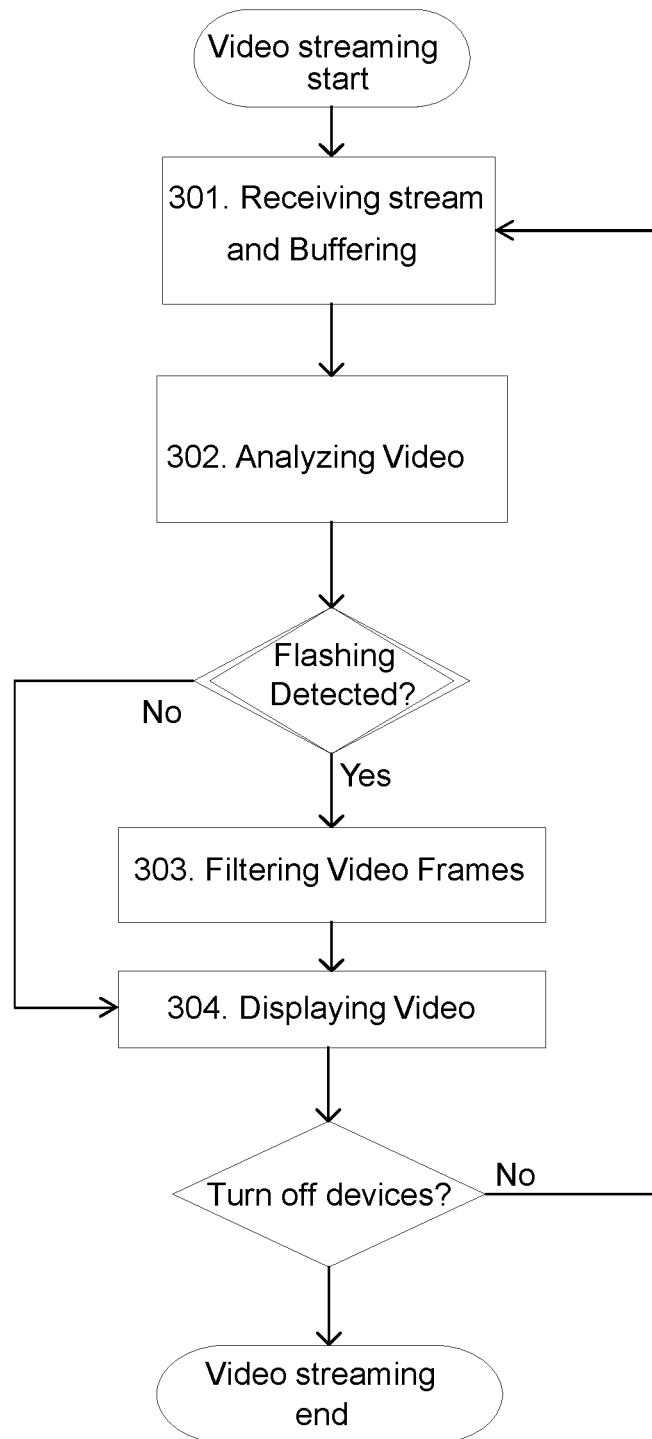 Video streaming
start
301. Receiving stream
and Buffering
302. Analyzing Video
Flashing
Detected?
No
Yes
303. Filtering Video Frames
304. Displaying Video
Turn off devices?
No
Video streaming
end